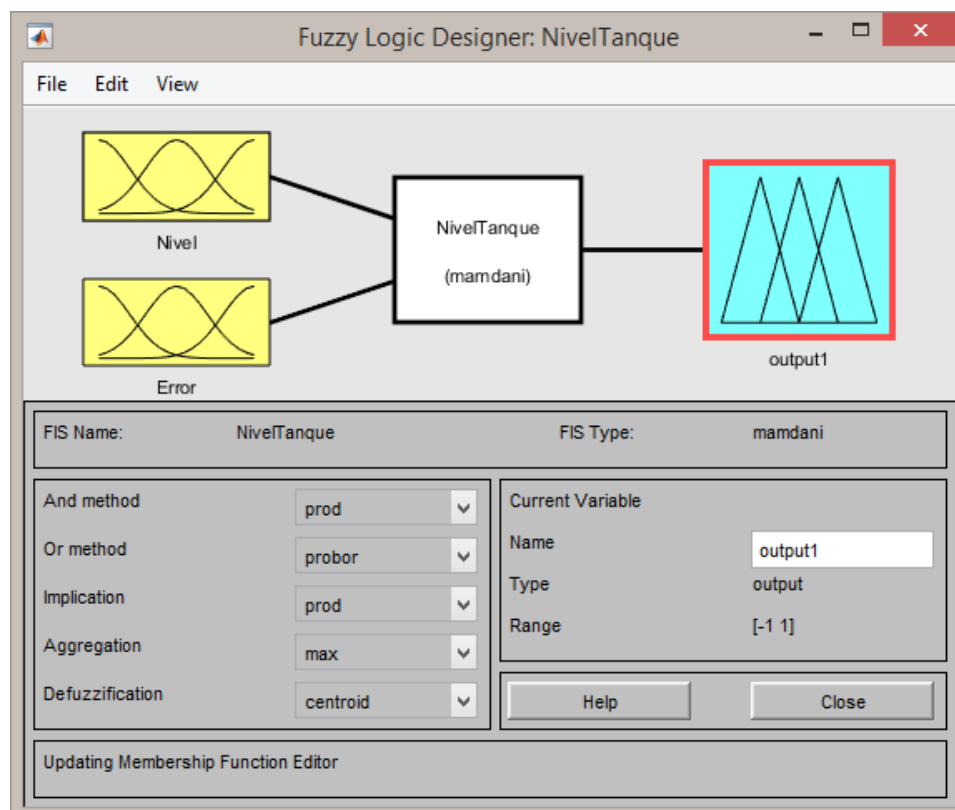 Fuzzy Logic Designer: NivelTanque
File Edit View
Nivel
Error
NivelTanque
(mamdani)
output1
FIS Name: NivelTanque FIS Type: mamdani
And method prod
Or method probor
Implication prod
Aggregation max
Defuzzification centroid
Current Variable
Name output1
Type output
Range [-1 1]
Help Close
Updating Membership Function Editor